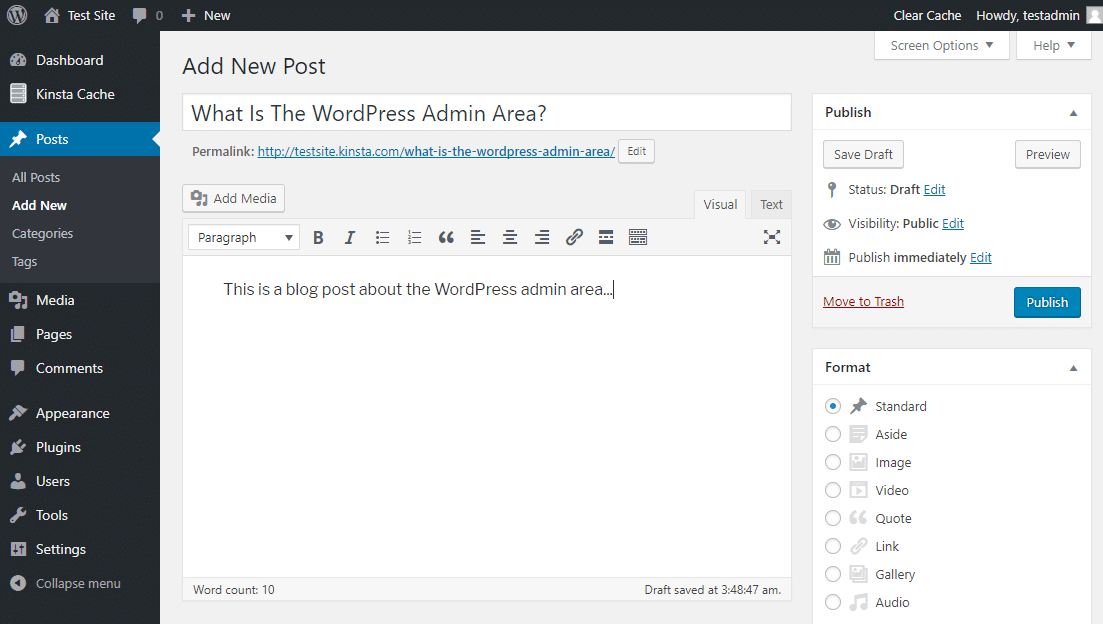 Test Site 0 New Clear Cache Howdy, testadmin
Dashboard
Kinsta Cache
Posts
All Posts
Add New
Categories
Tags
Media
Pages
Comments
Appearance
Plugins
Users
Tools
Settings
Collapse menu
Screen Options Help
Add New Post
What Is The WordPress Admin Area?
Permalink: http://testsite.kinsta.com/what-is-the-wordpress-admin-area/ Edit
Add Media
Visual Text
Paragraph B I
This is a blog post about the WordPress admin area...
Word count: 10 Draft saved at 3:48:47 am.
Publish
Save Draft Preview
Status: Draft Edit
Visibility: Public Edit
Publish immediately Edit
Move to Trash Publish
Format
Standard
Aside
Image
Video
Quote
Link
Gallery
Audio